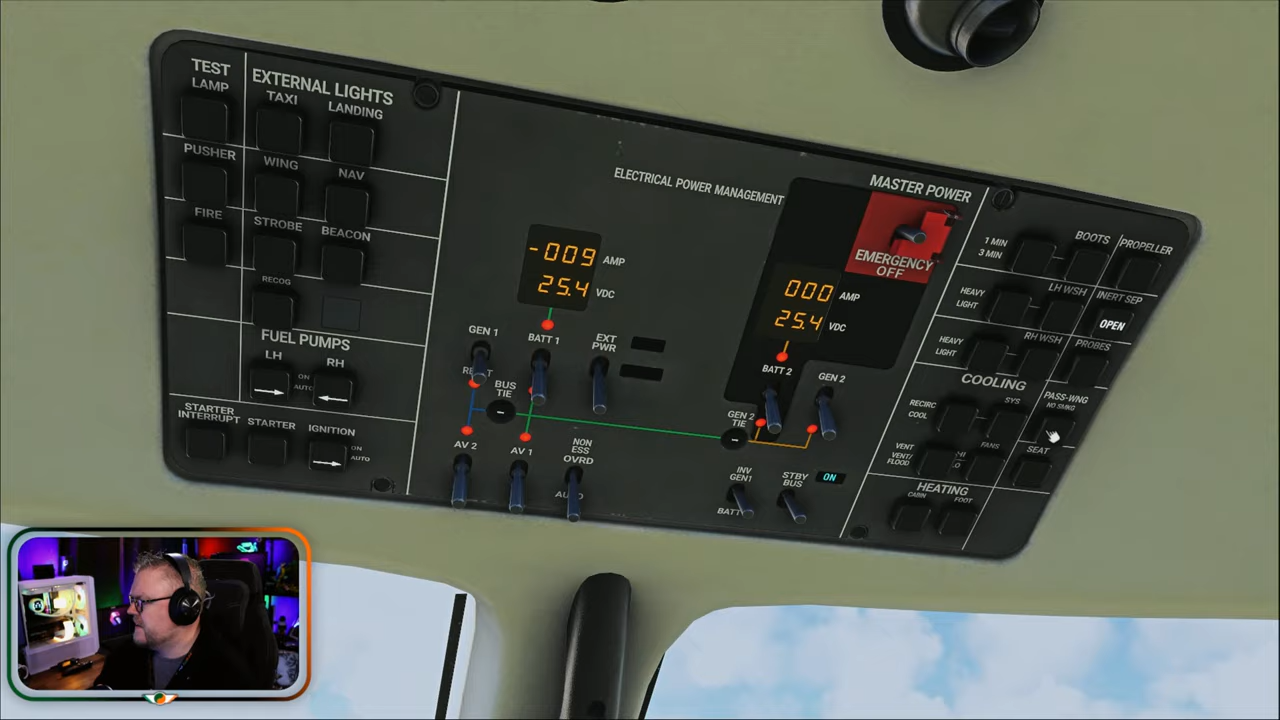 TEST
LAMP
PUSHER
FIRE
EXTERNAL LIGHTS
TAXI
LANDING
WING
NAV
STROBE
BEACON
RECOG
FUEL PUMPS
LH
ON
AUTO
RH
STARTER
INTERRUPT
STARTER
IGNITION
ON
AUTO
ELECTRICAL POWER MANAGEMENT
-009 AMP
25.4 VDC
GEN 1
BATT 1
EXT
PWR
BUS
TIE
AV 2
AV 1
NON
ESS
OVRD
MASTER POWER
EMERGENCY
OFF
000 AMP
25.4 VDC
BATT 2
GEN 2
GEN 2
INV
GEN1
BATT
STBY
BUS
ON
1 MIN
3 MIN
BOOTS
PROPELLER
HEAVY
LIGHT
LH WSH
INERT SEP
OPEN
HEAVY
LIGHT
RH WSH
PROBES
COOLING
SYS
RECIRC
COOL
PASS-WNG
NO SMKG
VENT
VENT/
FLOOD
FANS
SEAT
HEATING
CABIN
FOOT